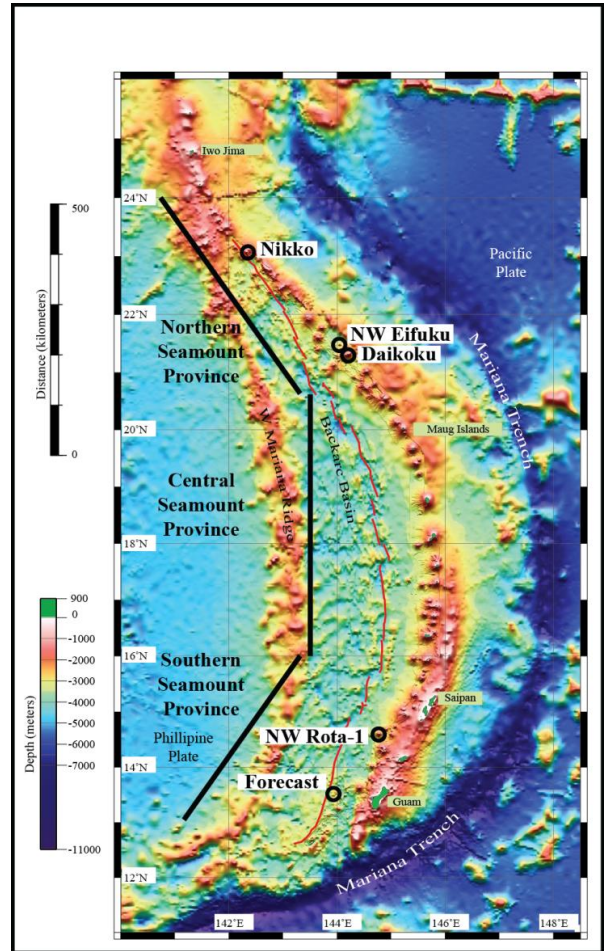 Iwo Jima
24°N
500
Nikko
Pacific
Plate
Distance (kilometers)
22°N
NW Eifuku
Daikoku
Northern
Seamount
Province
Mariana Trench
0
20°N
Backarc Basin
Maug Islands
W. Mariana Ridge
Central
Seamount
Province
18°N
900
0
-1000
-2000
-3000
-4000
-5000
-6000
-7000
-11000
Depth (meters)
16°N
Southern
Seamount
Province
Saipan
Phillipine
Plate
NW Rota-1
14°N
Forecast
Guam
Mariana Trench
12°N
142°E
144°E
146°E
148°E